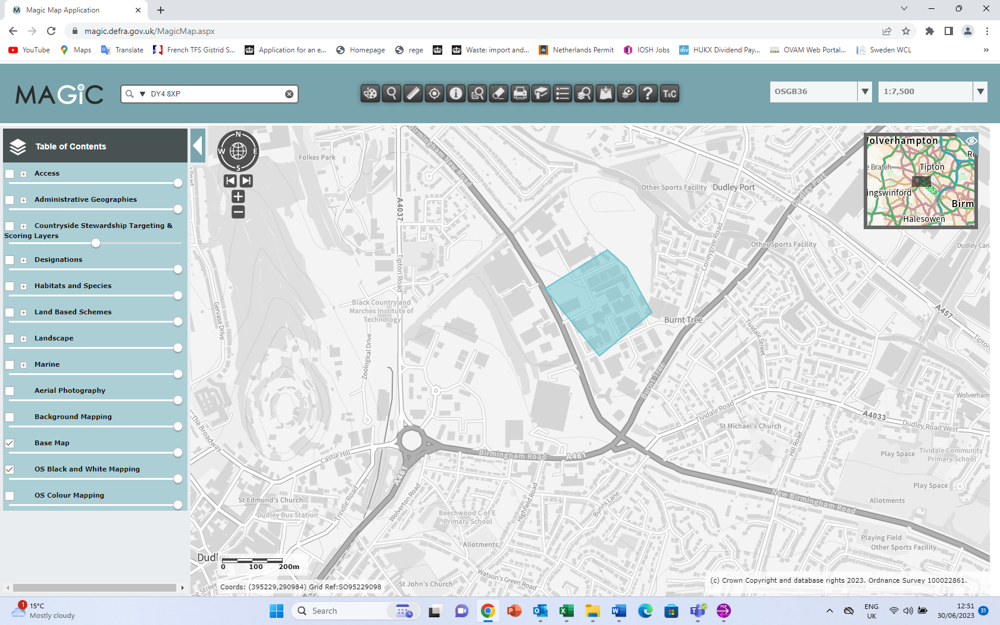 Magic Map Application
magic.defra.gov.uk/MagicMap.aspx
YouTube
Maps
Translate
French TFS Gistrid S...
Application for an e...
Homepage
rege
Waste: import and...
Netherlands Permit
IOSH Jobs
div
HUKX Dividend Pay...
OVAM
OVAM Web Portal...
Sweden WCL
»
MAGiC
DY4 8XP
T&C
OSGB36
1:7,500
Table of Contents
Access
Administrative Geographies
Countryside Stewardship Targeting &
Scoring Layers
Designations
Habitats and Species
Land Based Schemes
Landscape
Marine
Aerial Photography
Background Mapping
Base Map
OS Black and White Mapping
OS Colour Mapping
N
W
E
S
Folkes Park
Birmingham New Road
A4037
Tipton Road
Gervase Drive
Black Country and
Marches Institute of
Technology
Zoological Drive
The Broadway
Castle Hill
A461
Birmingham Road
A461
St Edmund's Church
Dudley Bus Station
Trindle Road
Wolverton Road
Beechwood C of E
Primary School
Highfield Road
Bunns Lane
Allotments
Watson's Green Road
St John's Church
Other Sports Facility
Dudley Port
Dudley Port
Coneygree Road
Other Sports Facility
Burnt Tree
Burnt Tree
Tividale Street
Tividale Road
St Michael's Church
Hill Road
A4033
Dudley Road West
A457
Tipton
Dudley Can
Wolverham
Play Space
Tividale Community
Primary School
Play Space
Allotments
New Birmingham Road
Playing Field
Other Sports Facility
Elm Terrace
olverhampton
Tipton
e Bratch
ingswinford
Birm
Halesowen
Dudley
0 100 200m
Coords: (395229,290984) Grid Ref:SO95229098
(c) Crown Copyright and database rights 2023. Ordnance Survey 100022861.
1
15°C
Mostly cloudy
Search
ENG
UK
12:51
30/06/2023
31